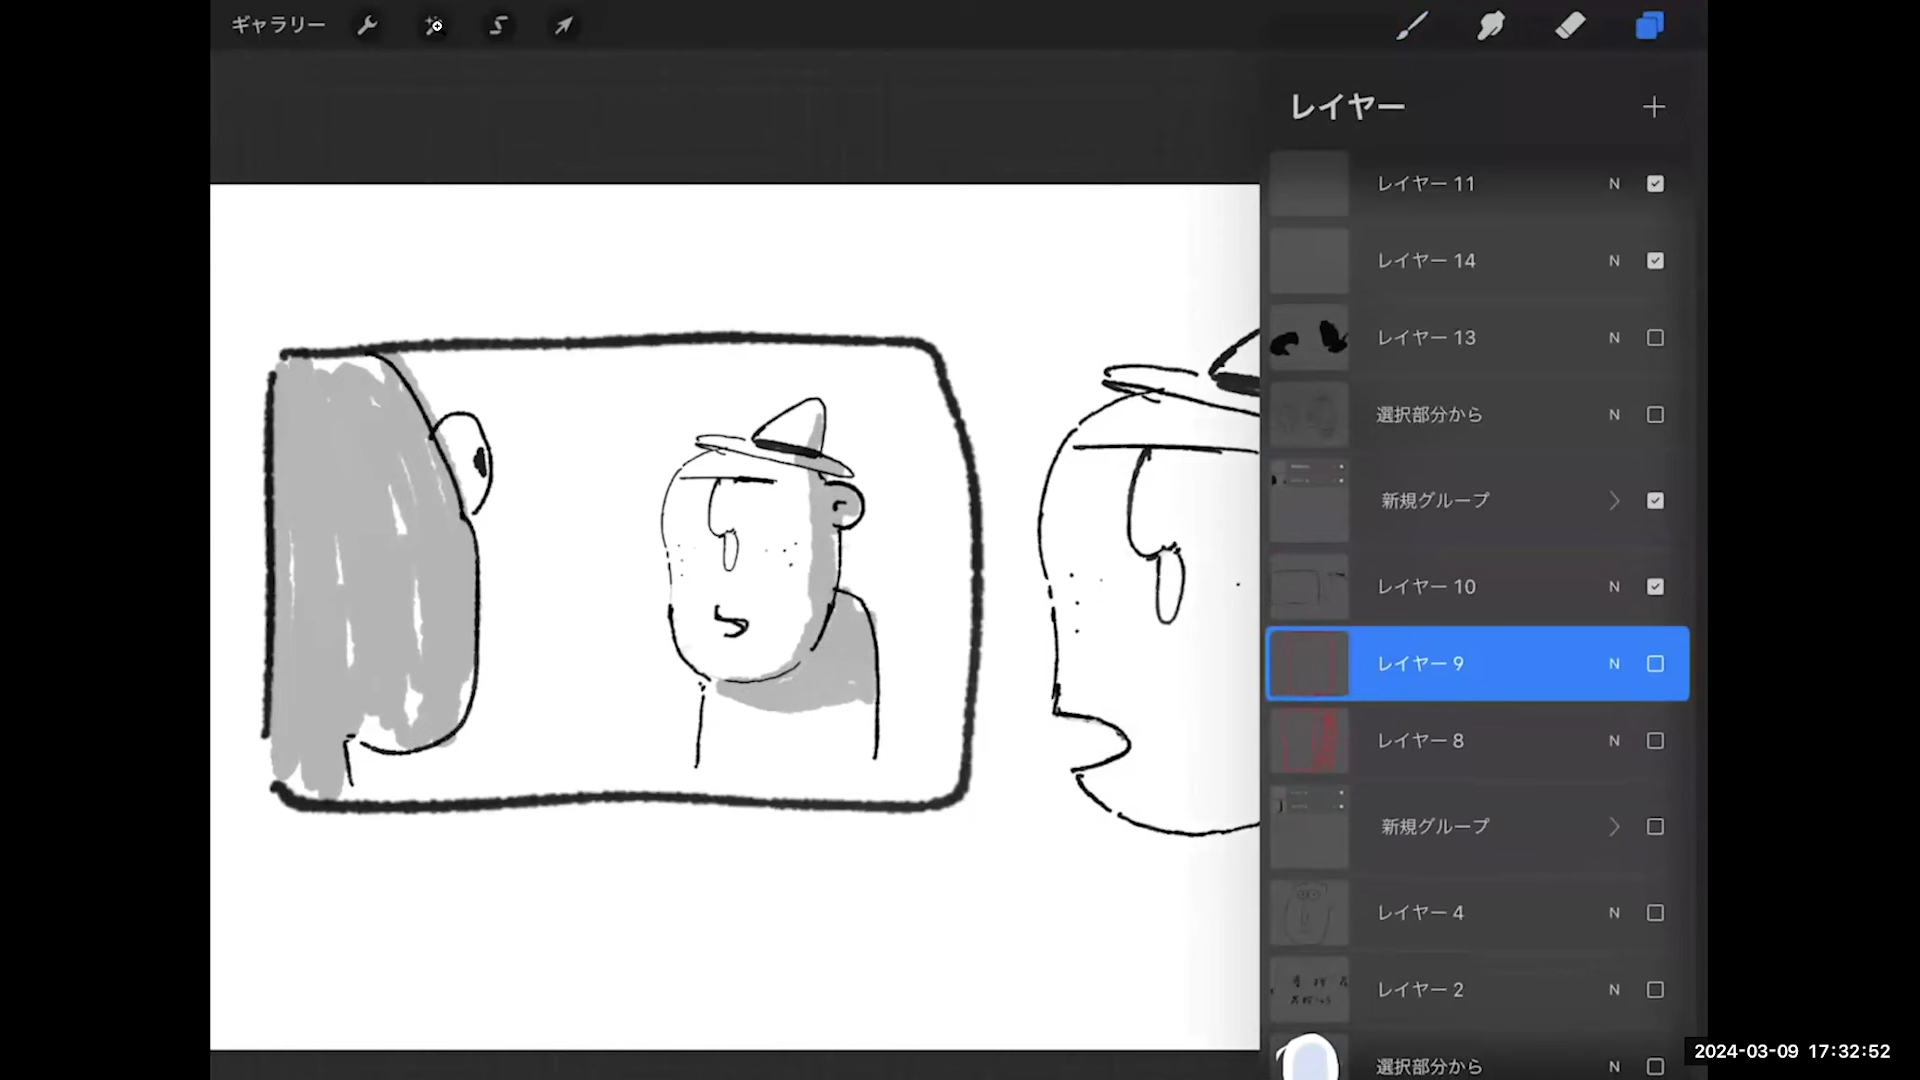 ギャラリー
レイヤー
レイヤー 11 N
レイヤー 14 N
レイヤー 13 N
選択部分から N
新規グループ
レイヤー 10 N
レイヤー 9 N
レイヤー 8 N
新規グループ
レイヤー 4 N
レイヤー 2 N
選択部分から N
2024-03-09 17:32:52